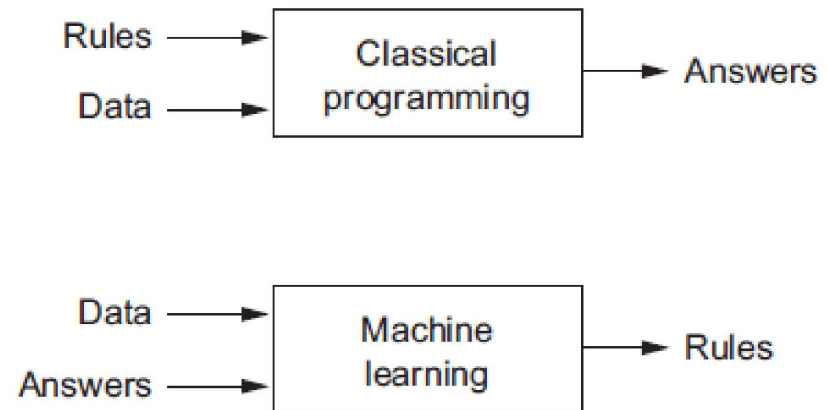 Rules
Data
Classical
programming
Answers
Data
Answers
Machine
learning
Rules